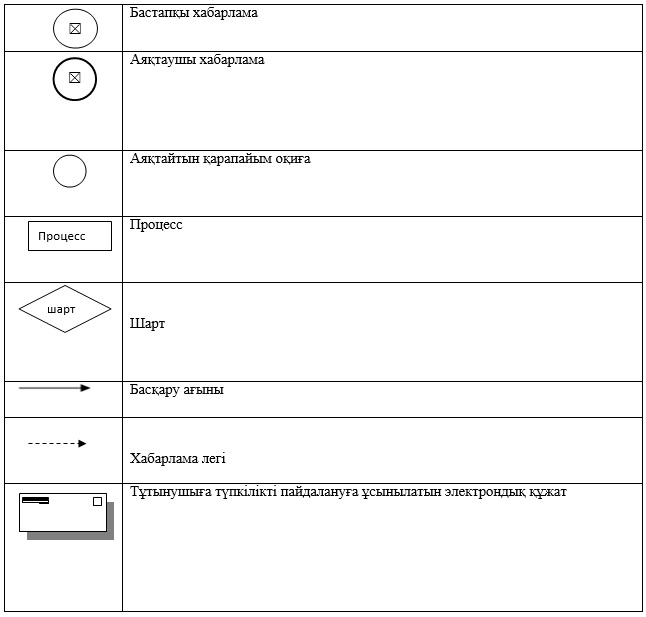 Бастапқы хабарлама
Аяқтаушы хабарлама
Аяқтайтын қарапайым оқиға
Процесс
Процесс
шарт
Шарт
Басқару ағыны
Хабарлама легі
Тұтынушыға түпкілікті пайдалануға ұсынылатын электрондық құжат